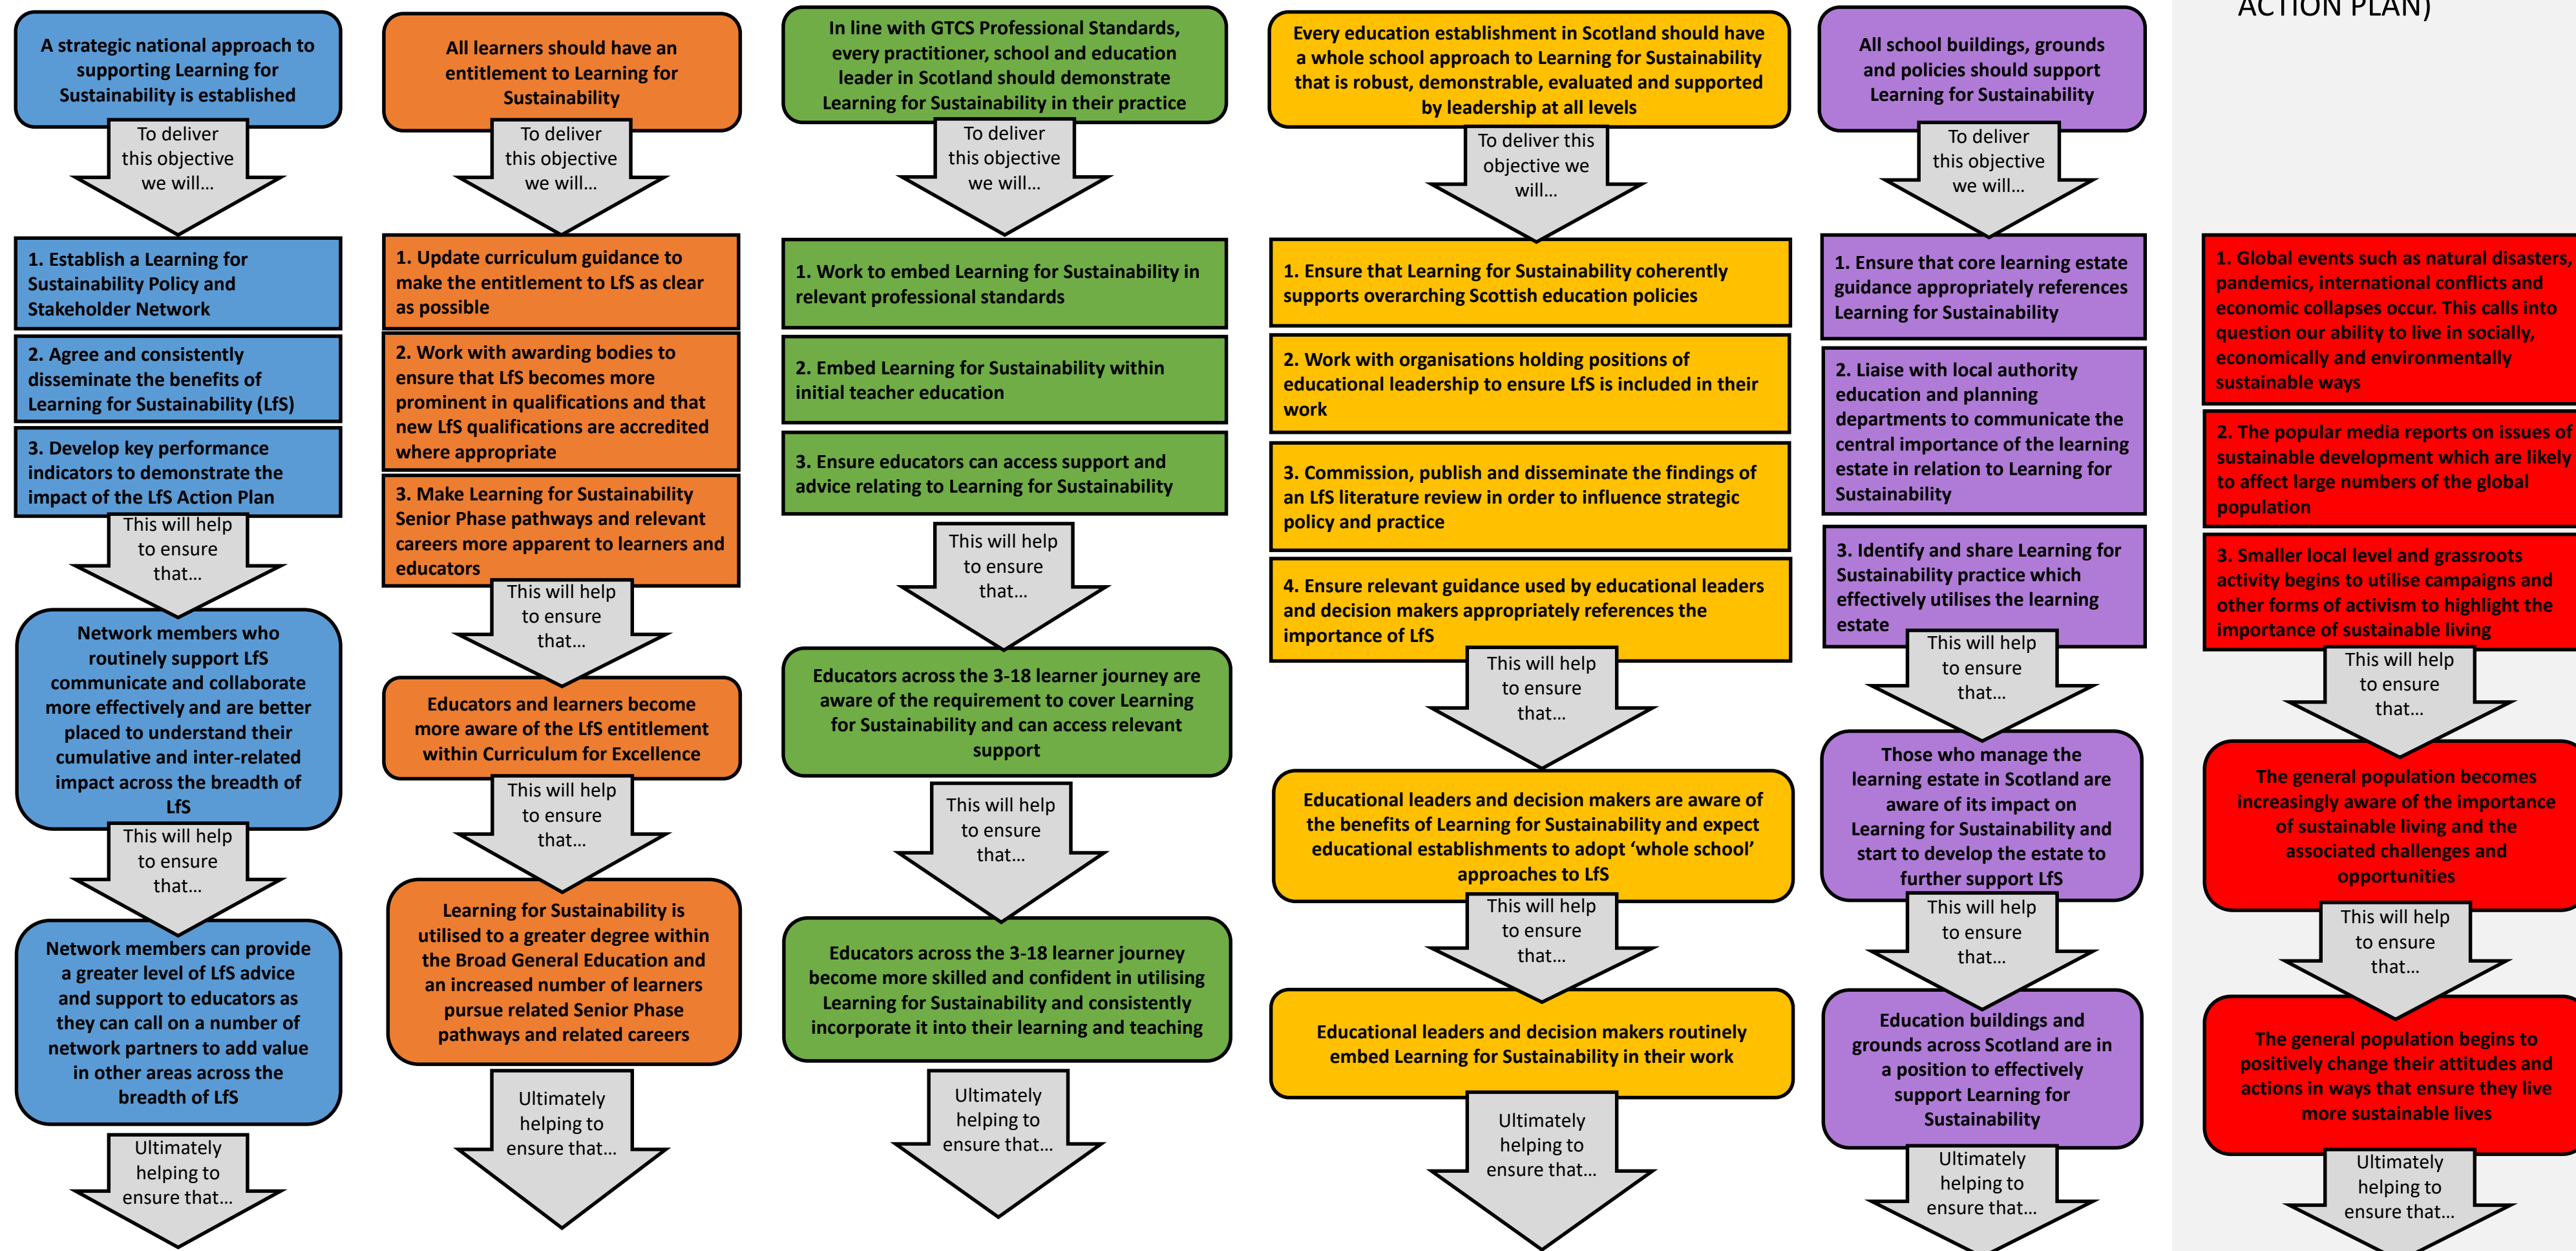 A strategic national approach to
supporting Learning for
Sustainability is established
To deliver
this objective
we will...
1. Establish a Learning for
Sustainability Policy and
Stakeholder Network
2. Agree and consistently
disseminate the benefits of
Learning for Sustainability (LfS)
3. Develop key performance
indicators to demonstrate the
impact of the LfS Action Plan
This will help
to ensure
that...
Network members who
routinely support LfS
communicate and collaborate
more effectively and are better
placed to understand their
cumulative and inter-related
impact across the breadth of
LfS
This will help
to ensure
that...
Network members can provide
a greater level of LfS advice
and support to educators as
they can call on a number of
network partners to add value
in other areas across the
breadth of LfS
Ultimately
helping to
ensure that...
All learners should have an
entitlement to Learning for
Sustainability
To deliver
this objective
we will...
1. Update curriculum guidance to
make the entitlement to LfS as clear
as possible
2. Work with awarding bodies to
ensure that LfS becomes more
prominent in qualifications and that
new LfS qualifications are accredited
where appropriate
3. Make Learning for Sustainability
Senior Phase pathways and relevant
careers more apparent to learners and
educators
This will help
to ensure
that...
Educators and learners become
more aware of the LfS entitlement
within Curriculum for Excellence
This will help
to ensure
that...
Learning for Sustainability is
utilised to a greater degree within
the Broad General Education and
an increased number of learners
pursue related Senior Phase
pathways and related careers
Ultimately
helping to
ensure that...
In line with GTCS Professional Standards,
every practitioner, school and education
leader in Scotland should demonstrate
Learning for Sustainability in their practice
To deliver
this objective
we will...
1. Work to embed Learning for Sustainability in
relevant professional standards
2. Embed Learning for Sustainability within
initial teacher education
3. Ensure educators can access support and
advice relating to Learning for Sustainability
This will help
to ensure
that...
Educators across the 3-18 learner journey are
aware of the requirement to cover Learning
for Sustainability and can access relevant
support
This will help
to ensure
that...
Educators across the 3-18 learner journey
become more skilled and confident in utilising
Learning for Sustainability and consistently
incorporate it into their learning and teaching
Ultimately
helping to
ensure that...
Every education establishment in Scotland should have
a whole school approach to Learning for Sustainability
that is robust, demonstrable, evaluated and supported
by leadership at all levels
To deliver this
objective we
will...
1. Ensure that Learning for Sustainability coherently
supports overarching Scottish education policies
2. Work with organisations holding positions of
educational leadership to ensure LfS is included in their
work
3. Commission, publish and disseminate the findings of
an LfS literature review in order to influence strategic
policy and practice
4. Ensure relevant guidance used by educational leaders
and decision makers appropriately references the
importance of LfS
This will help
to ensure
that...
Educational leaders and decision makers are aware of
the benefits of Learning for Sustainability and expect
educational establishments to adopt ‘whole school’
approaches to LfS
This will help
to ensure
that...
Educational leaders and decision makers routinely
embed Learning for Sustainability in their work
Ultimately
helping to
ensure that...
All school buildings, grounds
and policies should support
Learning for Sustainability
To deliver
this objective
we will...
1. Ensure that core learning estate
guidance appropriately references
Learning for Sustainability
2. Liaise with local authority
education and planning
departments to communicate the
central importance of the learning
estate in relation to Learning for
Sustainability
3. Identify and share Learning for
Sustainability practice which
effectively utilises the learning
estate
This will help
to ensure
that...
Those who manage the
learning estate in Scotland are
aware of its impact on
Learning for Sustainability and
start to develop the estate to
further support LfS
This will help
to ensure
that...
Education buildings and
grounds across Scotland are in
a position to effectively
support Learning for
Sustainability
Ultimately
helping to
ensure that...
ACTION PLAN)
1. Global events such as natural disasters,
pandemics, international conflicts and
economic collapses occur. This calls into
question our ability to live in socially,
economically and environmentally
sustainable ways
2. The popular media reports on issues of
sustainable development which are likely
to affect large numbers of the global
population
3. Smaller local level and grassroots
activity begins to utilise campaigns and
other forms of activism to highlight the
importance of sustainable living
This will help
to ensure
that...
The general population becomes
increasingly aware of the importance
of sustainable living and the
associated challenges and
opportunities
This will help
to ensure
that...
The general population begins to
positively change their attitudes and
actions in ways that ensure they live
more sustainable lives
Ultimately
helping to
ensure that...